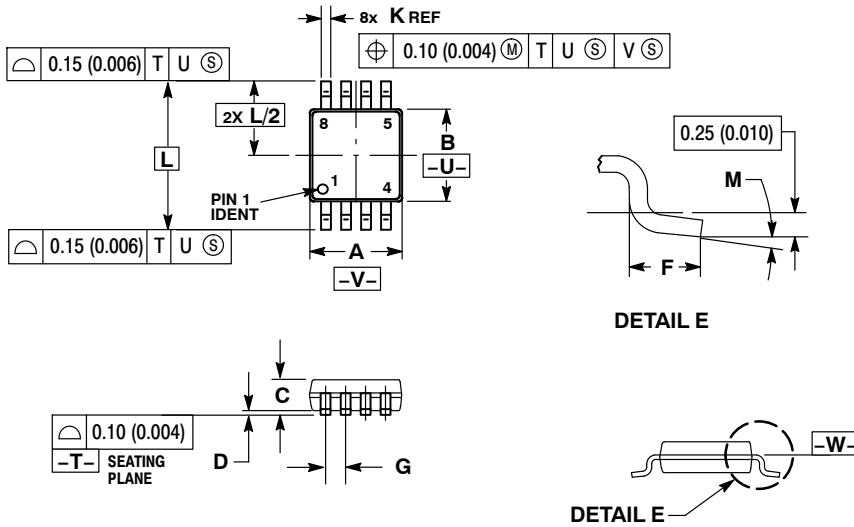 8x K REF
⌖ 0.10 (0.004) Ⓜ T U Ⓢ V Ⓢ
⌓ 0.15 (0.006) T U Ⓢ
2X L/2
8 5
B
-U-
L
PIN 1
IDENT
1
4
⌓ 0.15 (0.006) T U Ⓢ
A
-V-
0.25 (0.010)
M
F
DETAIL E
C
⌓ 0.10 (0.004)
-T- SEATING
PLANE
D
G
-W-
DETAIL E